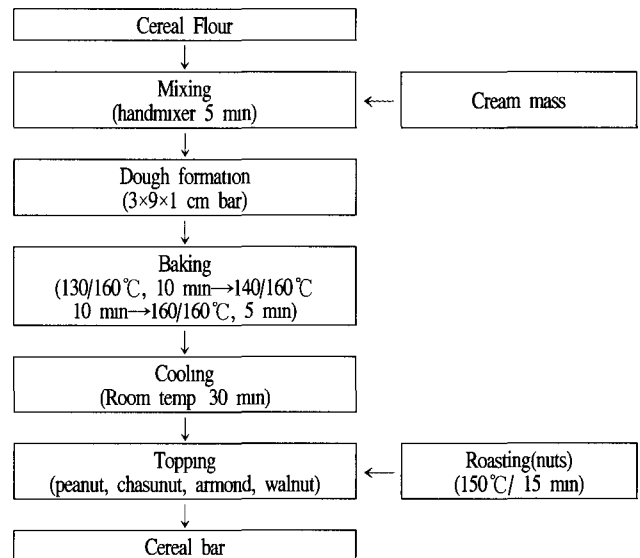 Cereal Flour
↓
Mixing
(handmixer 5 min)
←
Cream mass
↓
Dough formation
(3×9×1 cm bar)
↓
Baking
(130/160℃, 10 min→140/160℃
10 min→160/160℃, 5 min)
↓
Cooling
(Room temp 30 min)
↓
Topping
(peanut, chasunut, armond, walnut)
←
Roasting(nuts)
(150℃/ 15 min)
↓
Cereal bar